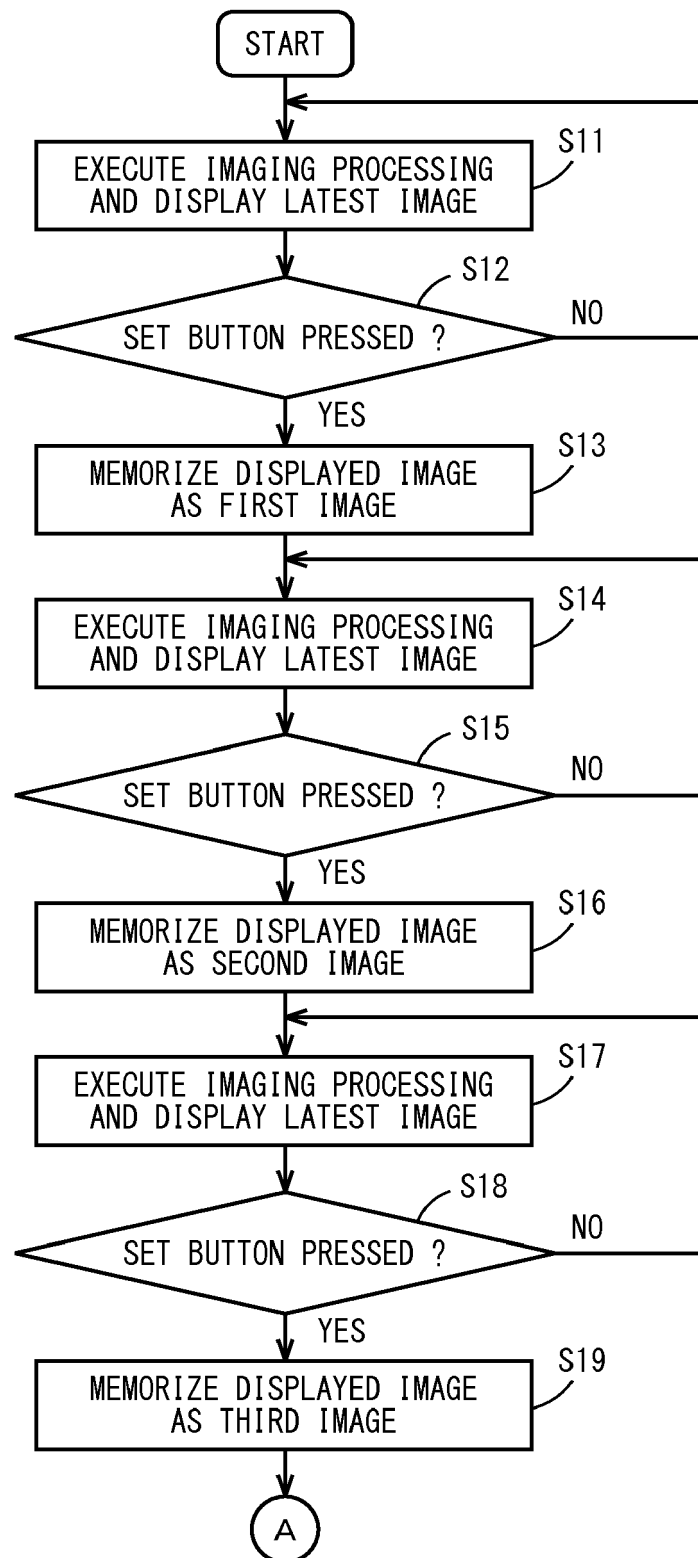 START
S11
EXECUTE IMAGING PROCESSING
AND DISPLAY LATEST IMAGE
S12
SET BUTTON PRESSED ?
NO
YES
S13
MEMORIZE DISPLAYED IMAGE
AS FIRST IMAGE
S14
EXECUTE IMAGING PROCESSING
AND DISPLAY LATEST IMAGE
S15
SET BUTTON PRESSED ?
NO
YES
S16
MEMORIZE DISPLAYED IMAGE
AS SECOND IMAGE
S17
EXECUTE IMAGING PROCESSING
AND DISPLAY LATEST IMAGE
S18
SET BUTTON PRESSED ?
NO
YES
S19
MEMORIZE DISPLAYED IMAGE
AS THIRD IMAGE
A